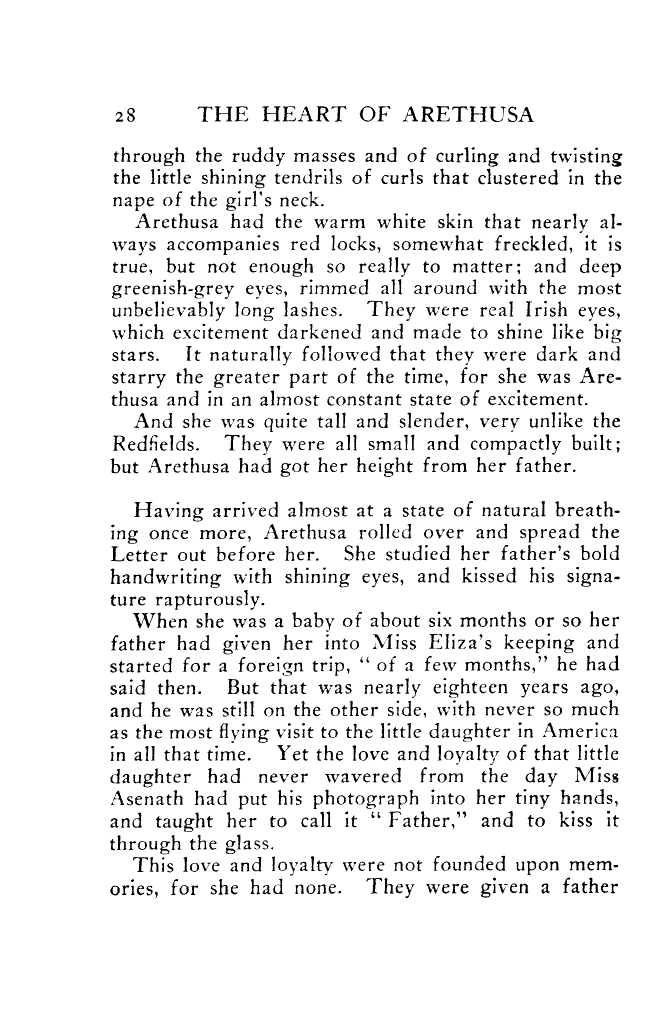 28 THE HEART OF ARETHUSA
through the ruddy masses and of curling and twisting
the little shining tendrils of curls that clustered in the
nape of the girl's neck.
Arethusa had the warm white skin that nearly al-
ways accompanies red locks, somewhat freckled, it is
true, but not enough so really to matter; and deep
greenish-grey eyes, rimmed all around with the most
unbelievably long lashes. They were real Irish eyes,
which excitement darkened and made to shine like big
stars. It naturally followed that they were dark and
starry the greater part of the time, for she was Are-
thusa and in an almost constant state of excitement.
And she was quite tall and slender, very unlike the
Redfields. They were all small and compactly built;
but Arethusa had got her height from her father.
Having arrived almost at a state of natural breath-
ing once more, Arethusa rolled over and spread the
Letter out before her. She studied her father's bold
handwriting with shining eyes, and kissed his signa-
ture rapturously.
When she was a baby of about six months or so her
father had given her into Miss Eliza's keeping and
started for a foreign trip, " of a few months," he had
said then. But that was nearly eighteen years ago,
and he was still on the other side, with never so much
as the most flying visit to the little daughter in America
in all that time. Yet the love and loyalty of that little
daughter had never wavered from the day Miss
Asenath had put his photograph into her tiny hands,
and taught her to call it " Father," and to kiss it
through the glass.
This love and loyalty were not founded upon mem-
ories, for she had none. They were given a father